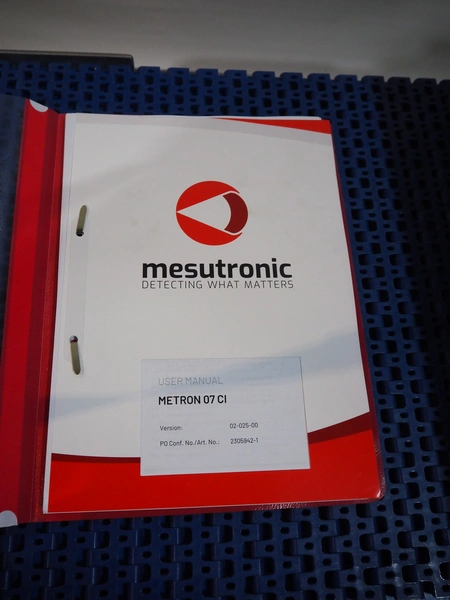 mesutronic
DETECTING WHAT MATTERS
USER MANUAL
METRON 07 CI
Version: 02-025-00
PO Conf. No./Art. No.: 2305842-1